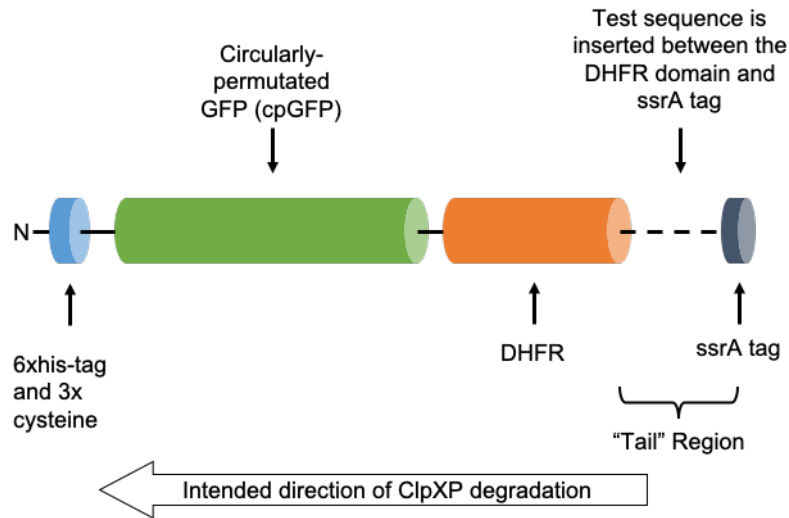 Test sequence is
inserted between the
DHFR domain and
ssrA tag
Circularly-
permutated
GFP (cpGFP)
N
6xhis-tag
and 3x
cysteine
DHFR
ssrA tag
“Tail” Region
Intended direction of ClpXP degradation